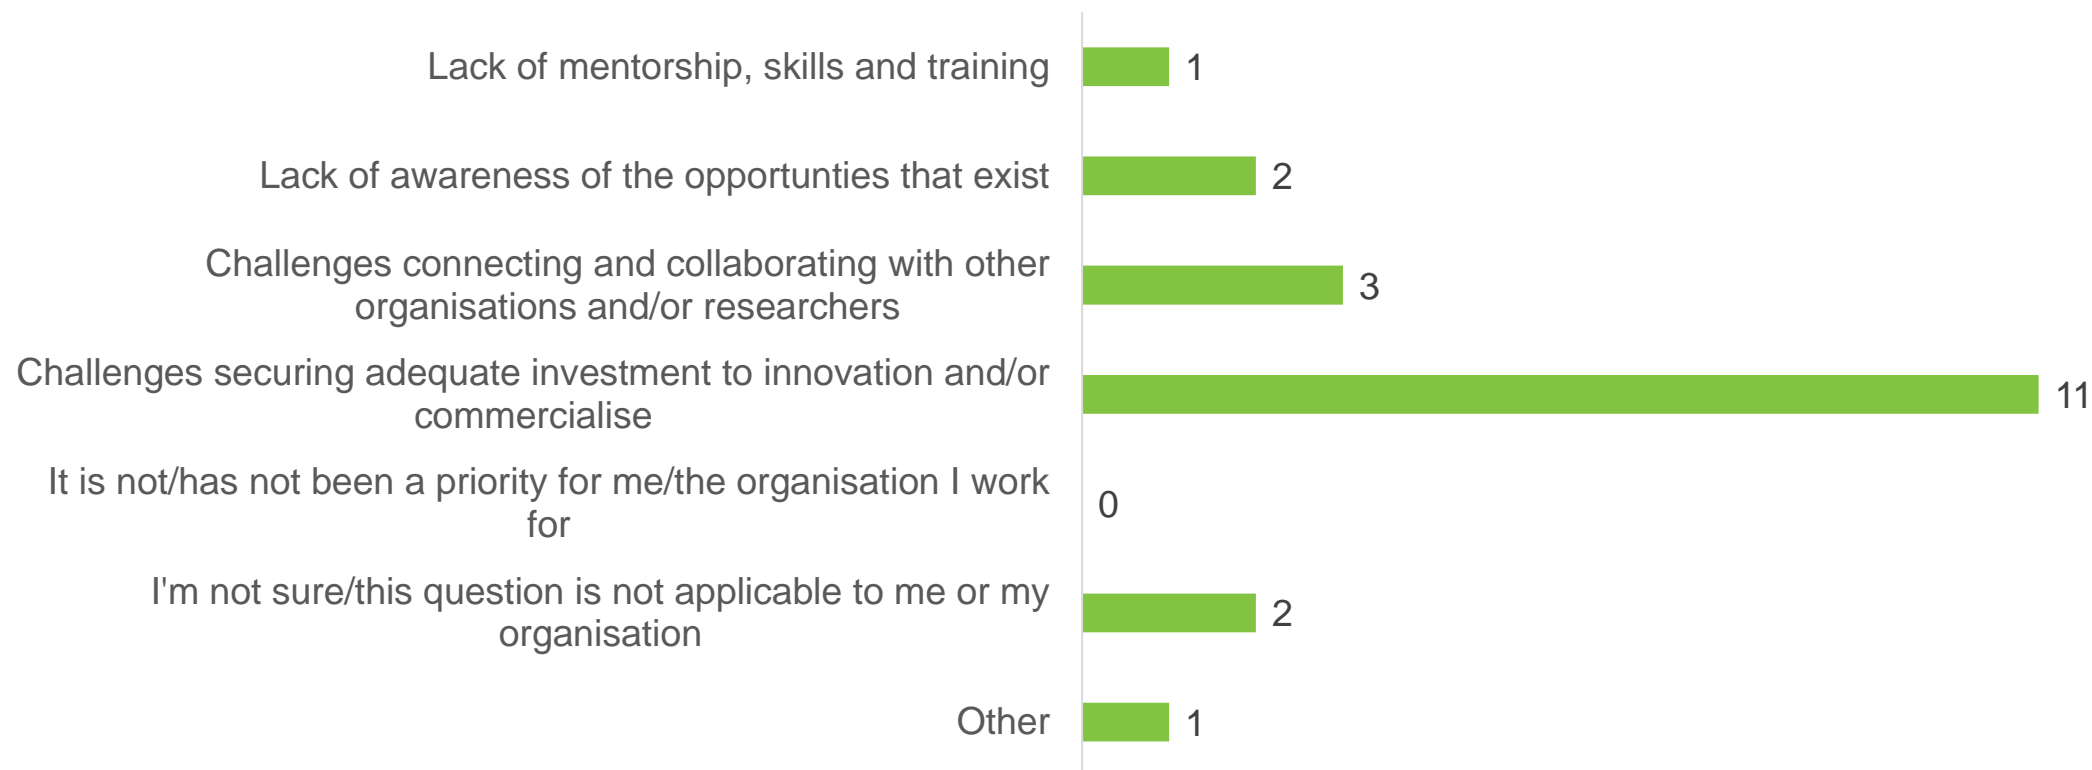 Lack of mentorship, skills and training
1
Lack of awareness of the opportunties that exist
2
Challenges connecting and collaborating with other
organisations and/or researchers
3
Challenges securing adequate investment to innovation and/or
commercialise
11
It is not/has not been a priority for me/the organisation I work
for
0
I'm not sure/this question is not applicable to me or my
organisation
2
Other
1